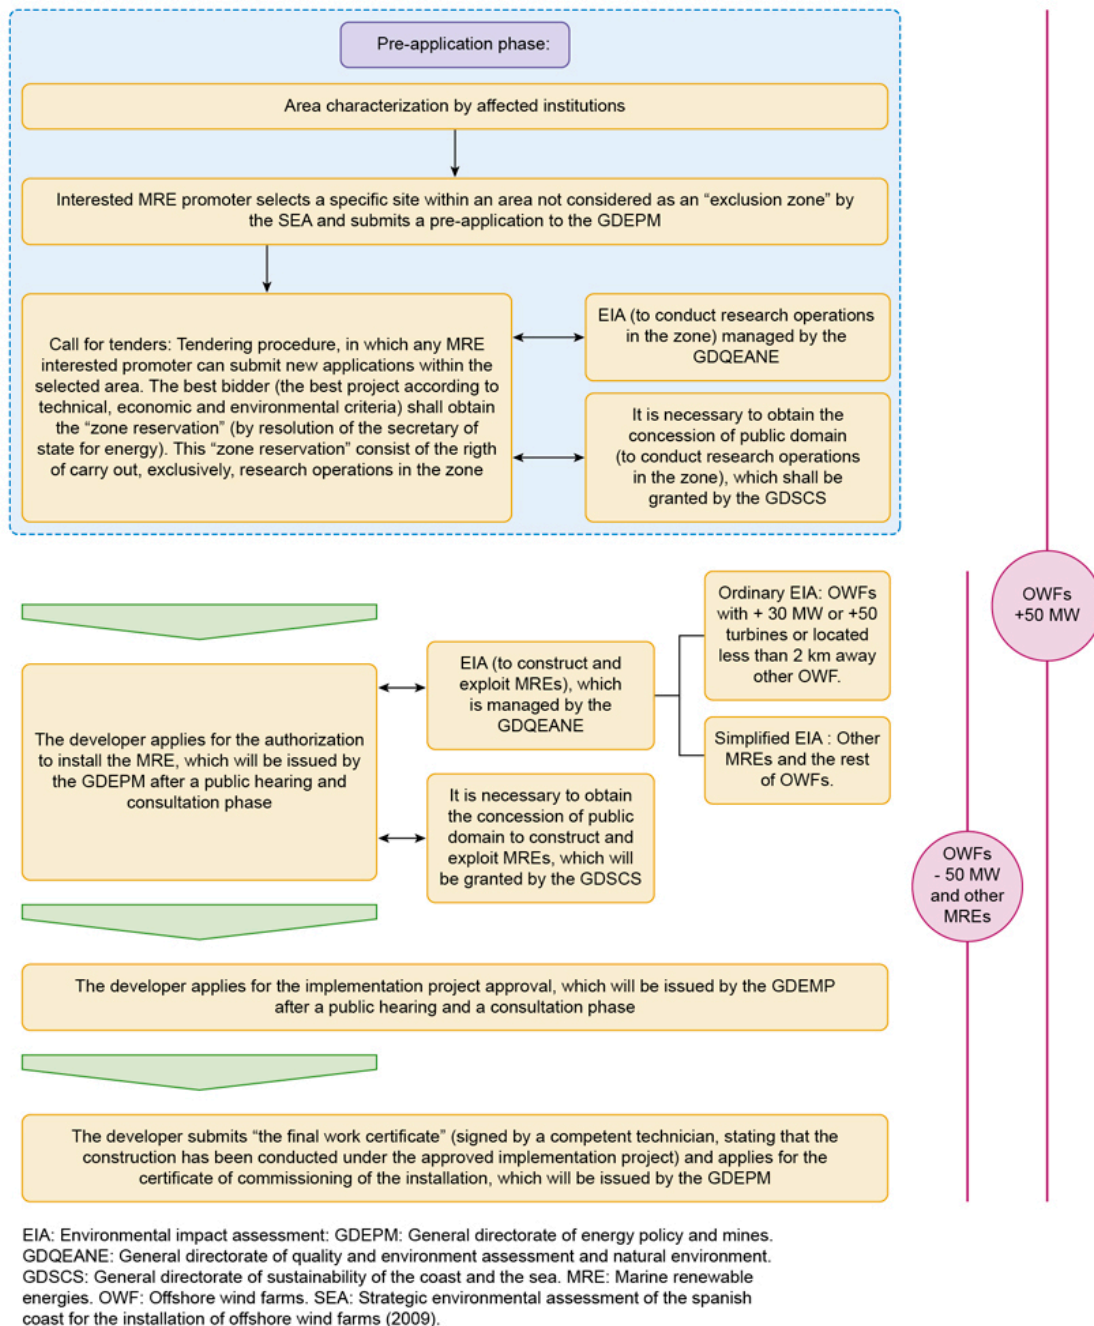 Pre-application phase:
Area characterization by affected institutions
Interested MRE promoter selects a specific site within an area not considered as an “exclusion zone” by
the SEA and submits a pre-application to the GDEPM
Call for tenders: Tendering procedure, in which any MRE
interested promoter can submit new applications within the
selected area. The best bidder (the best project according to
technical, economic and environmental criteria) shall obtain
the “zone reservation” (by resolution of the secretary of
state for energy). This “zone reservation” consist of the rigth
of carry out, exclusively, research operations in the zone
EIA (to conduct research operations
in the zone) managed by the
GDQEANE
It is necessary to obtain the
concession of public domain
(to conduct research operations
in the zone), which shall be
granted by the GDSCS
OWFs
+50 MW
The developer applies for the authorization
to install the MRE, which will be issued by
the GDEPM after a public hearing and
consultation phase
EIA (to construct and
exploit MREs), which
is managed by the
GDQEANE
Ordinary EIA: OWFs
with + 30 MW or +50
turbines or located
less than 2 km away
other OWF.
Simplified EIA : Other
MREs and the rest
of OWFs.
It is necessary to obtain
the concession of public
domain to construct and
exploit MREs, which will
be granted by the GDSCS
OWFs
- 50 MW
and other
MREs
The developer applies for the implementation project approval, which will be issued by the GDEMP
after a public hearing and a consultation phase
The developer submits “the final work certificate” (signed by a competent technician, stating that the
construction has been conducted under the approved implementation project) and applies for the
certificate of commissioning of the installation, which will be issued by the GDEPM
EIA: Environmental impact assessment: GDEPM: General directorate of energy policy and mines.
GDQEANE: General directorate of quality and environment assessment and natural environment.
GDSCS: General directorate of sustainability of the coast and the sea. MRE: Marine renewable
energies. OWF: Offshore wind farms. SEA: Strategic environmental assessment of the spanish
coast for the installation of offshore wind farms (2009).